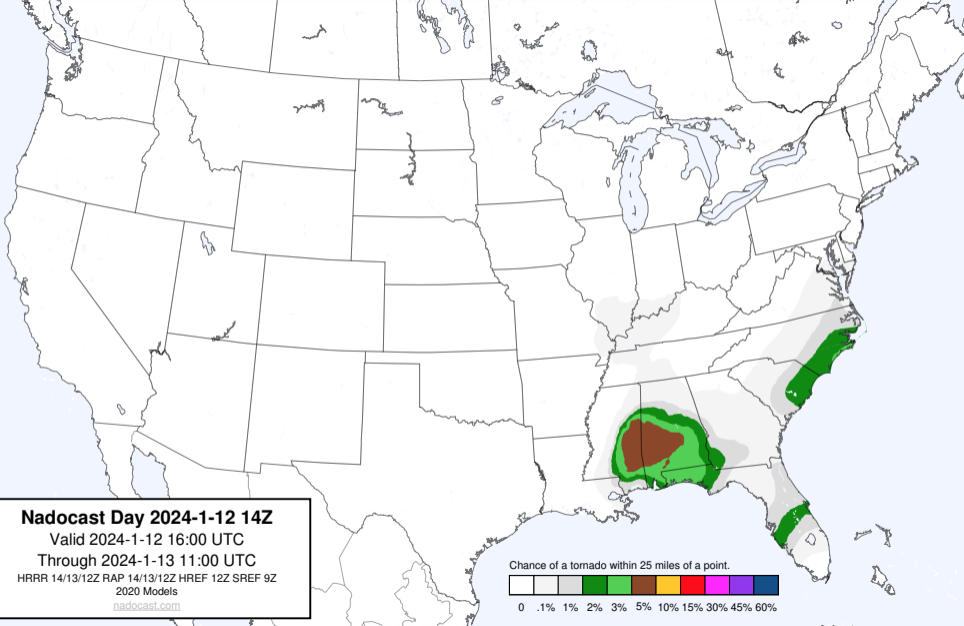 Nadocast Day 2024-1-12 14Z
Valid 2024-1-12 16:00 UTC
Through 2024-1-13 11:00 UTC
HRRR 14/13/12Z RAP 14/13/12Z HREF 12Z SREF 9Z
2020 Models
nadocast.com
Chance of a tornado within 25 miles of a point.
0 .1% 1% 2% 3% 5% 10% 15% 30% 45% 60%